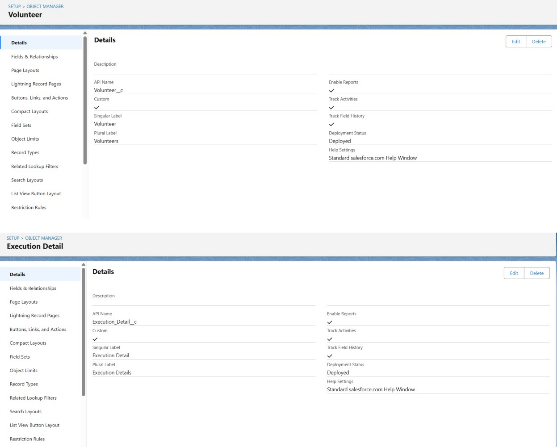 SETUP > OBJECT MANAGER
Volunteer
Details
Fields & Relationships
Page Layouts
Lightning Record Pages
Buttons, Links, and Actions
Compact Layouts
Field Sets
Object Limits
Record Types
Related Lookup Filters
Search Layouts
List View Button Layout
Restriction Rules
Details
Edit
Delete
Description
API Name
Volunteer__c
Custom
✓
Singular Label
Volunteer
Plural Label
Volunteers
Enable Reports
✓
Track Activities
✓
Track Field History
✓
Deployment Status
Deployed
Help Settings
Standard salesforce.com Help Window
SETUP > OBJECT MANAGER
Execution Detail
Details
Fields & Relationships
Page Layouts
Lightning Record Pages
Buttons, Links, and Actions
Compact Layouts
Field Sets
Object Limits
Record Types
Related Lookup Filters
Search Layouts
List View Button Layout
Restriction Rules
Details
Edit
Delete
Description
API Name
Execution_Detail__c
Custom
✓
Singular Label
Execution Detail
Plural Label
Execution Details
Enable Reports
✓
Track Activities
✓
Track Field History
✓
Deployment Status
Deployed
Help Settings
Standard salesforce.com Help Window